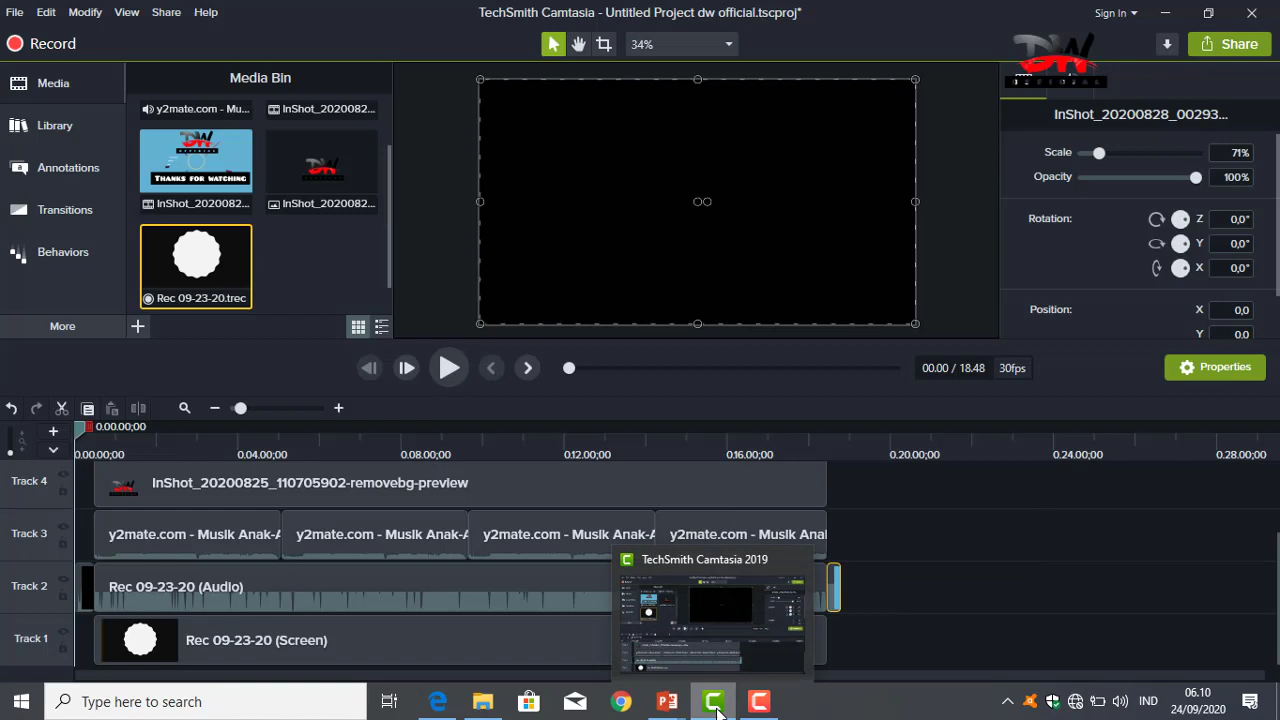 File Edit Modify View Share Help
TechSmith Camtasia - Untitled Project dw official.tscproj*
Sign In
Record
34%
DW
Share
Media
Media Bin
y2mate.com - Mu...
InShot_2020082...
InShot_20200828_00293...
Library
Scale 71%
THANKS FOR WATCHING
Annotations
Opacity 100%
InShot_2020082...
InShot_2020082...
Transitions
Rotation: Z 0,0°
Y 0,0°
Behaviors
X 0,0°
Rec 09-23-20.trec
Position: X 0,0
More
Y 0,0
00.00 / 18.48 30fps
Properties
0.00.00;00
0.00.00;00 0.04.00;00 0.08.00;00 0.12.00;00 0.16.00;00 0.20.00;00 0.24.00;00 0.28.00;00
Track 4 InShot_20200825_110705902-removebg-preview
Track 3 y2mate.com - Musik Anak-A y2mate.com - Musik Anak-A y2mate.com - Musik Anak-A y2mate.com - Musik Anak-A
TechSmith Camtasia 2019
Track 2 Rec 09-23-20 (Audio)
Track 1 Rec 09-23-20 (Screen)
Type here to search
IND
06.10
24/09/2020